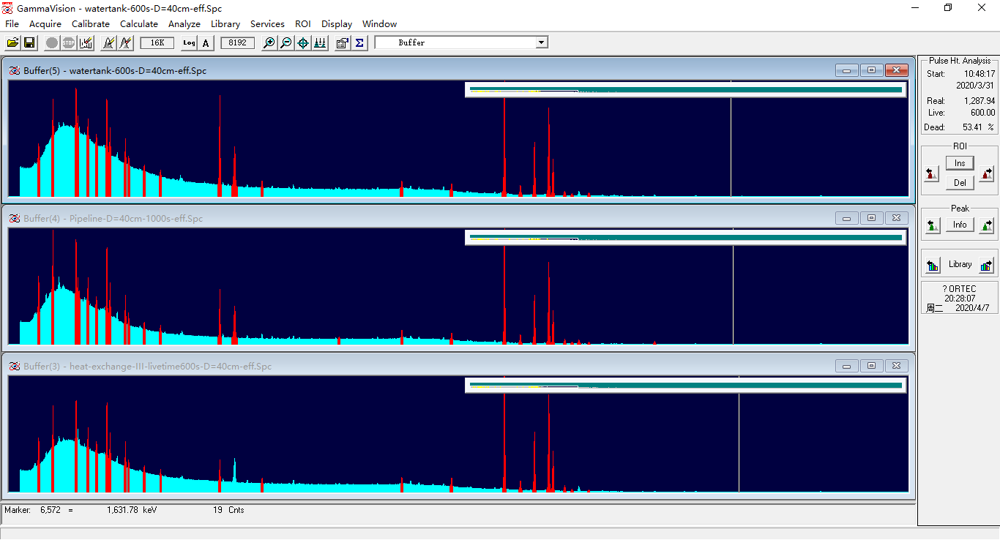 GammaVision - watertank-600s-D=40cm-eff.Spc
File Acquire Calibrate Calculate Analyze Library Services ROI Display Window
STOP 16K Log A 8192 Σ Buffer
Buffer(5) - watertank-600s-D=40cm-eff.Spc
Buffer(4) - Pipeline-D=40cm-1000s-eff.Spc
Buffer(3) - heat-exchange-III-livetime600s-D=40cm-eff.Spc
Pulse Ht. Analysis
Start: 10:48:17
2020/3/31
Real: 1,287.94
Live: 600.00
Dead: 53.41 %
ROI
Ins
Del
Peak
Info
Library
? ORTEC
20:28:07
周二 2020/4/7
Marker: 6,572 = 1,631.78 keV 19 Cnts